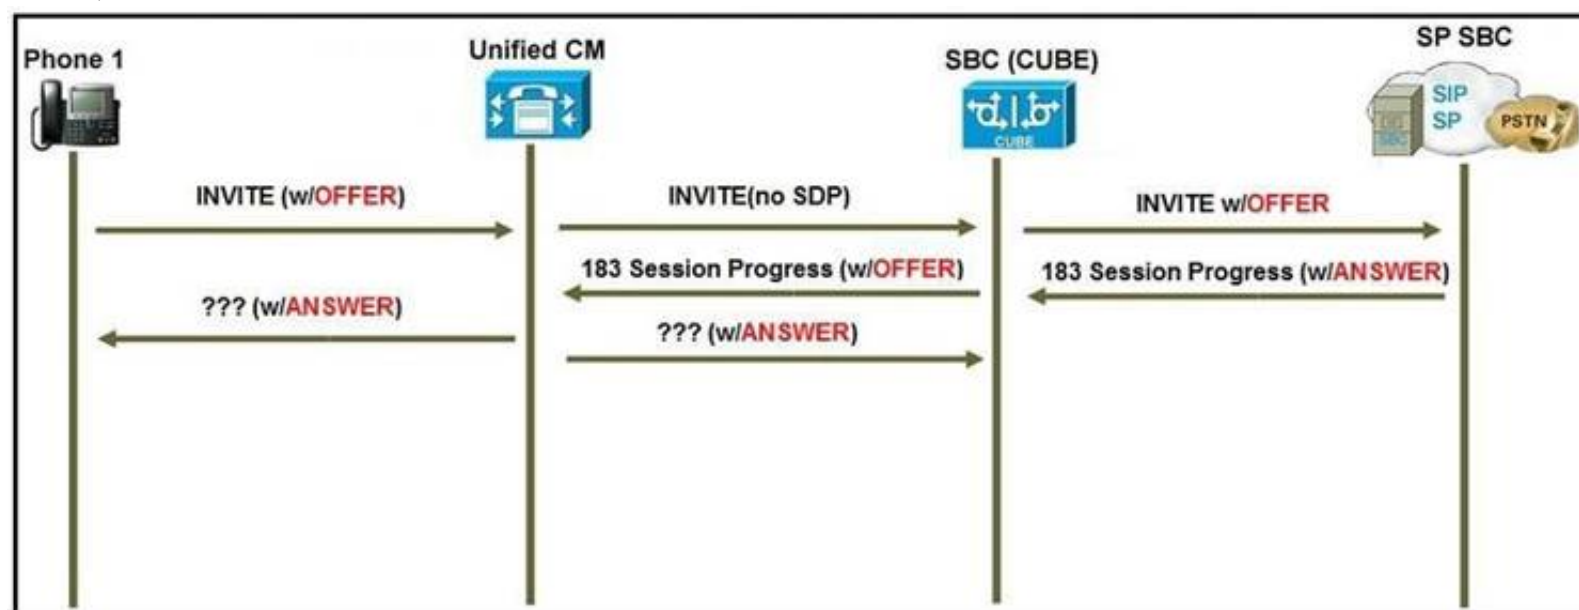 Phone 1
Unified CM
SBC (CUBE)
SP SBC
SIP
SP
PSTN
SBC
CUBE
INVITE (w/OFFER)
INVITE(no SDP)
INVITE w/OFFER
183 Session Progress (w/OFFER)
183 Session Progress (w/ANSWER)
??? (w/ANSWER)
??? (w/ANSWER)